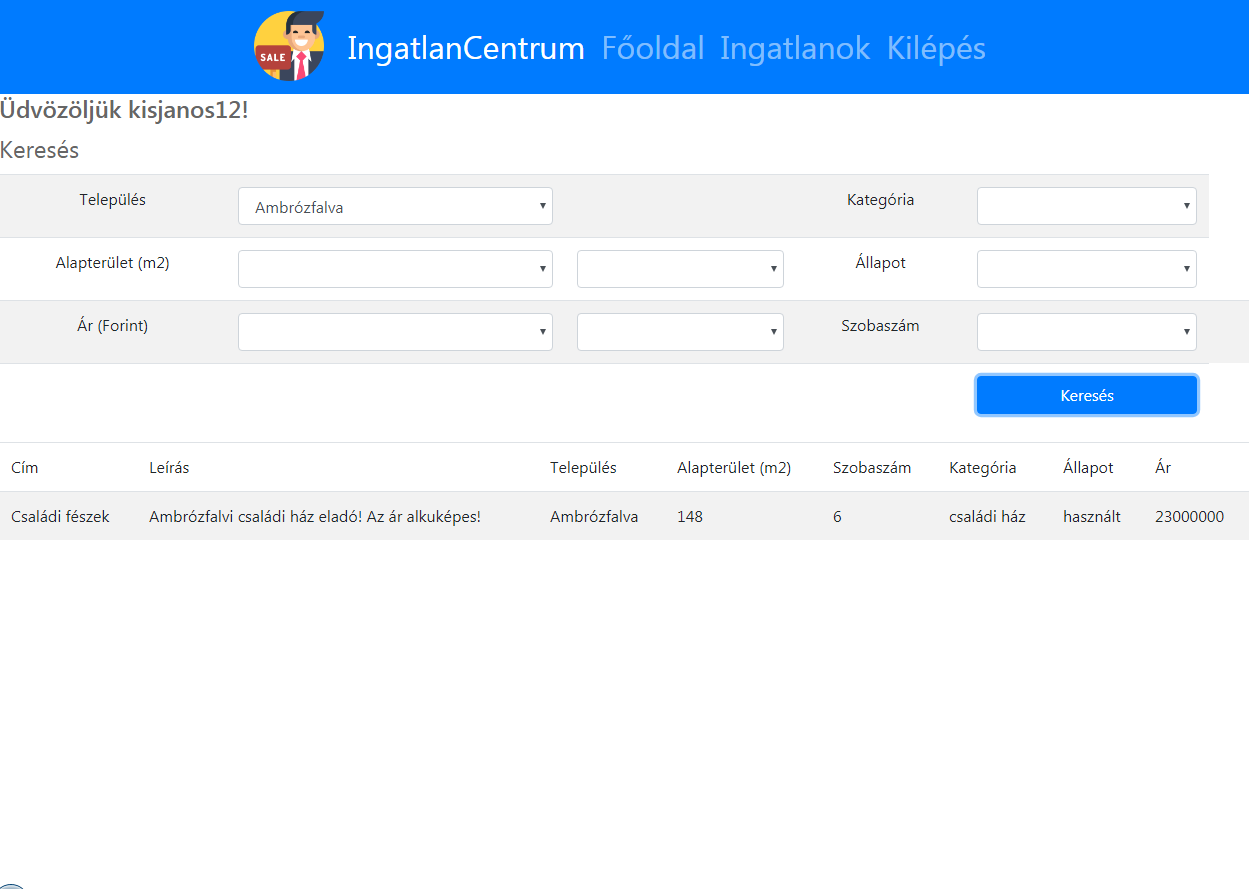 SALE
IngatlanCentrum Főoldal Ingatlanok Kilépés
Üdvözöljük kisjanos12!
Keresés
Település Ambrózfalva Kategória
Alapterület (m2) Állapot
Ár (Forint) Szobaszám
Keresés
Cím Leírás Település Alapterület (m2) Szobaszám Kategória Állapot Ár
Családi fészek Ambrózfalvi családi ház eladó! Az ár alkuképes! Ambrózfalva 148 6 családi ház használt 23000000